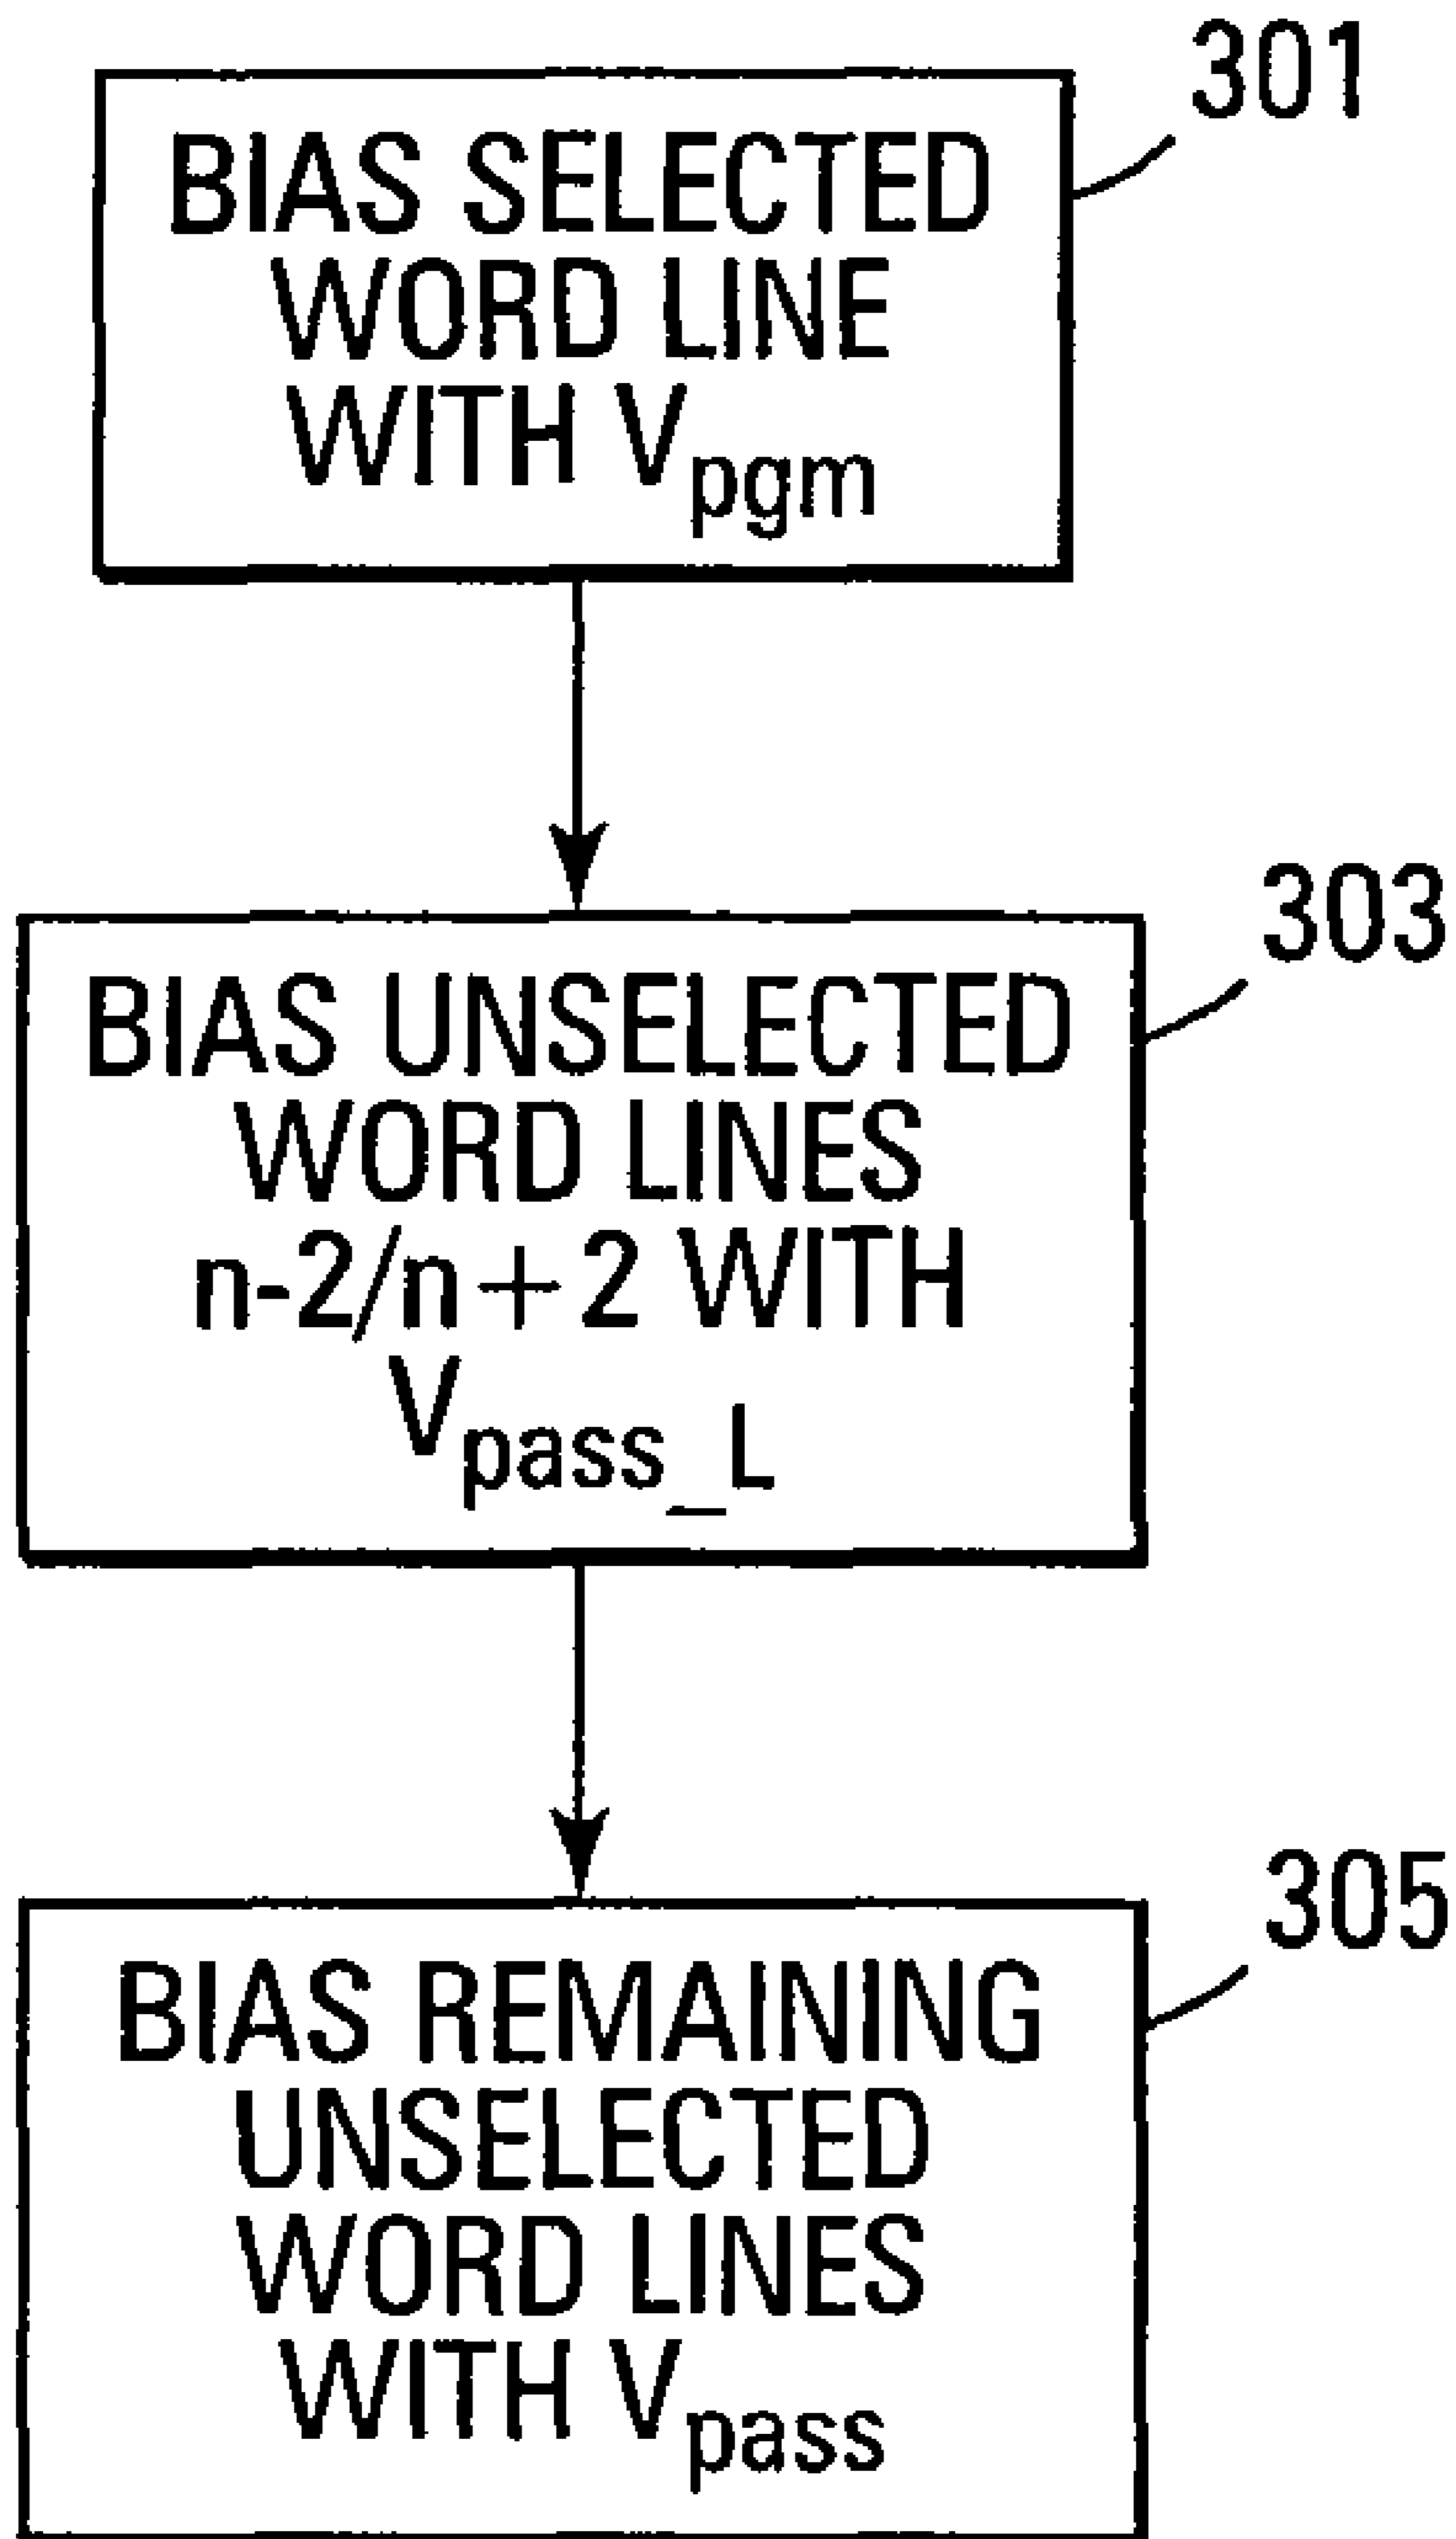 301
BIAS SELECTED
WORD LINE
WITH Vpgm
303
BIAS UNSELECTED
WORD LINES
n-2/n+2 WITH
Vpass_L
305
BIAS REMAINING
UNSELECTED
WORD LINES
WITH Vpass